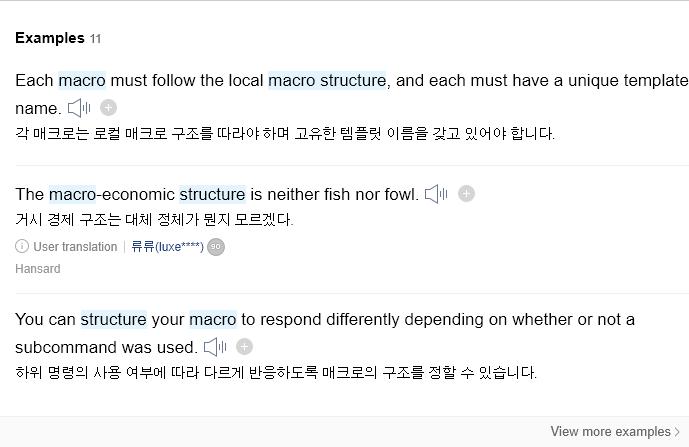 Examples 11
Each macro must follow the local macro structure, and each must have a unique template
name.
각 매크로는 로컬 매크로 구조를 따라야 하며 고유한 템플릿 이름을 갖고 있어야 합니다.
The macro-economic structure is neither fish nor fowl.
거시 경제 구조는 대체 정체가 뭔지 모르겠다.
User translation 류류(luxe****) 90
Hansard
You can structure your macro to respond differently depending on whether or not a
subcommand was used.
하위 명령의 사용 여부에 따라 다르게 반응하도록 매크로의 구조를 정할 수 있습니다.
View more examples